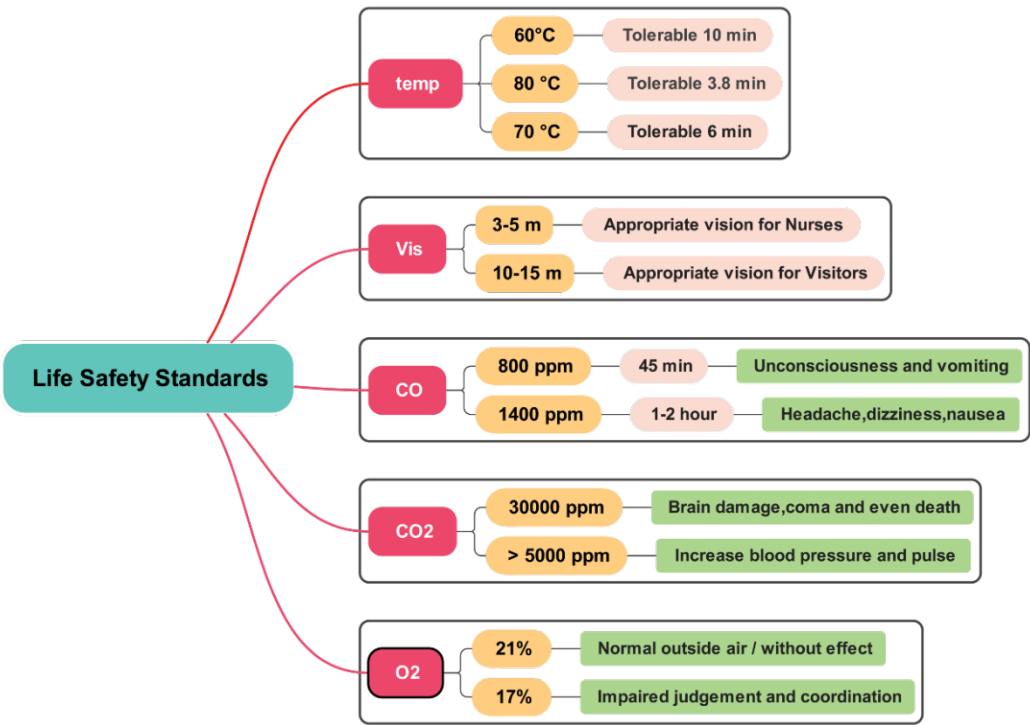 Life Safety Standards
temp
60°C
Tolerable 10 min
80 °C
Tolerable 3.8 min
70 °C
Tolerable 6 min
Vis
3-5 m
Appropriate vision for Nurses
10-15 m
Appropriate vision for Visitors
CO
800 ppm
45 min
Unconsciousness and vomiting
1400 ppm
1-2 hour
Headache,dizziness,nausea
CO2
30000 ppm
Brain damage,coma and even death
> 5000 ppm
Increase blood pressure and pulse
O2
21%
Normal outside air / without effect
17%
Impaired judgement and coordination